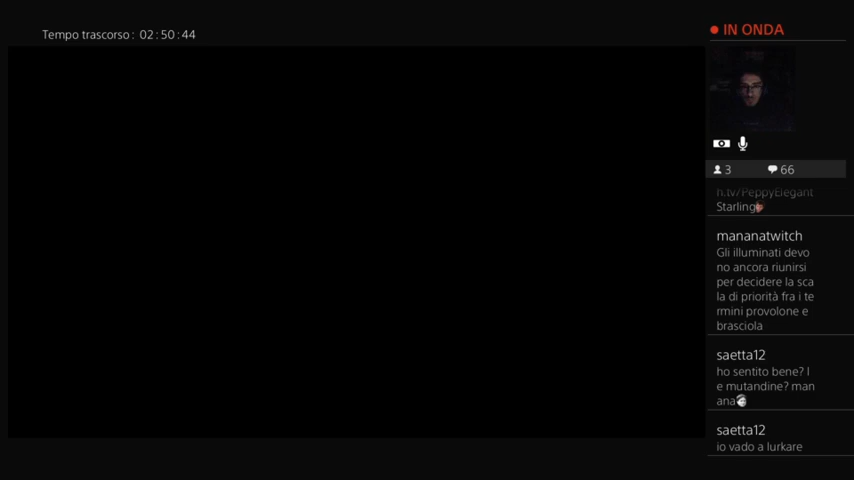 Tempo trascorso: 02:50:44
IN ONDA
3 66
h.tv/PeppyElegant
Starling
mananatwitch
Gli illuminati devo
no ancora riunirsi
per decidere la sca
la di priorità fra i te
rmini provolone e
brasciola
saetta12
ho sentito bene? l
e mutandine? man
ana
saetta12
io vado a lurkare